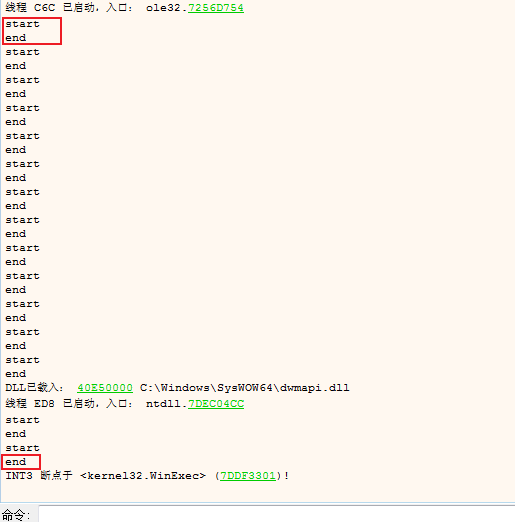 线程 C6C 已启动，入口： ole32.7256D754
start
end
start
end
start
end
start
end
start
end
start
end
start
end
start
end
start
end
start
end
start
end
start
end
start
end
DLL已载入： 40E50000 C:\Windows\SysWOW64\dwmapi.dll
线程 ED8 已启动，入口： ntdll.7DEC04CC
start
end
start
end
INT3 断点于 <kernel32.WinExec> (7DDF3301)!
命令：